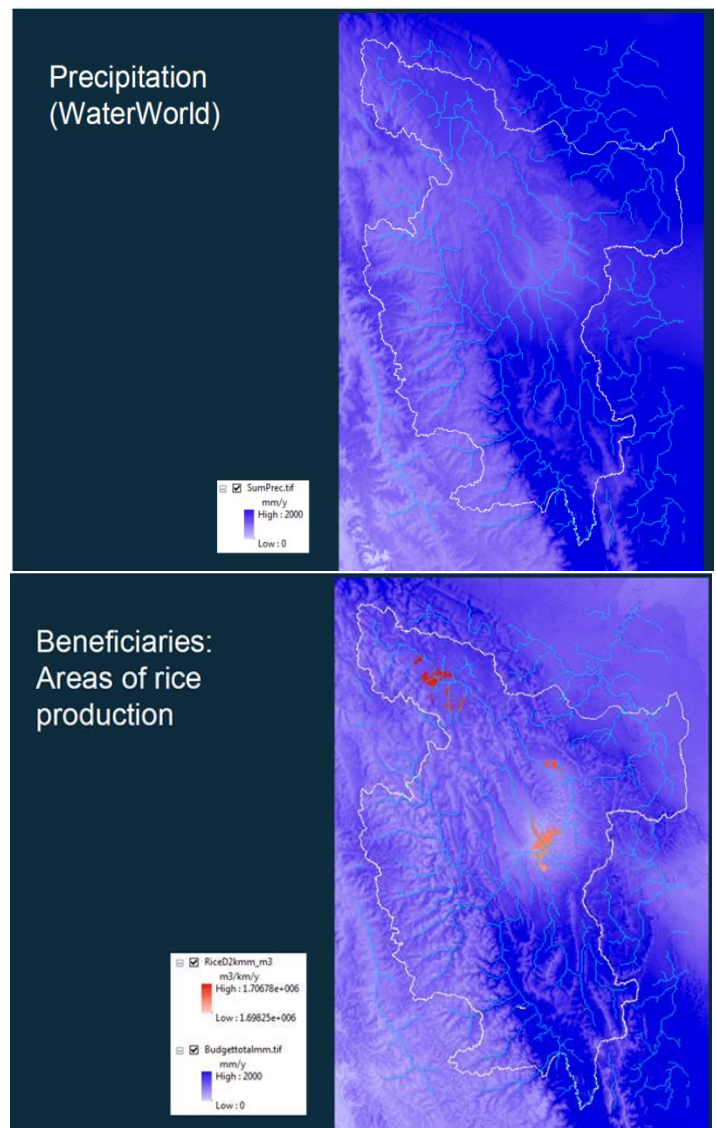 Precipitation
(WaterWorld)
SumPrec.tif
mm/y
High : 2000
Low : 0
Beneficiaries:
Areas of rice
production
RiceD2kmm_m3
m3/km/y
High : 1.70678e+006
Low : 1.69825e+006
Budgettotalmm.tif
mm/y
High : 2000
Low : 0